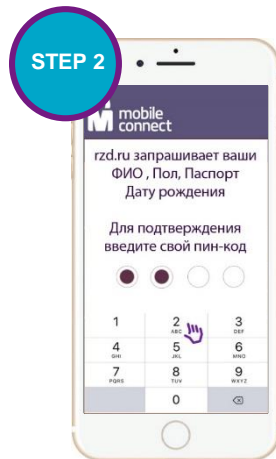 STEP 2
mobile
connect
rzd.ru запрашивает ваши
ФИО , Пол, Паспорт
Дату рождения
Для подтверждения
введите свой пин-код
1
2
ABC
3
DEF
4
GHI
5
JKL
6
MNO
7
PQRS
8
TUV
9
WXYZ
0